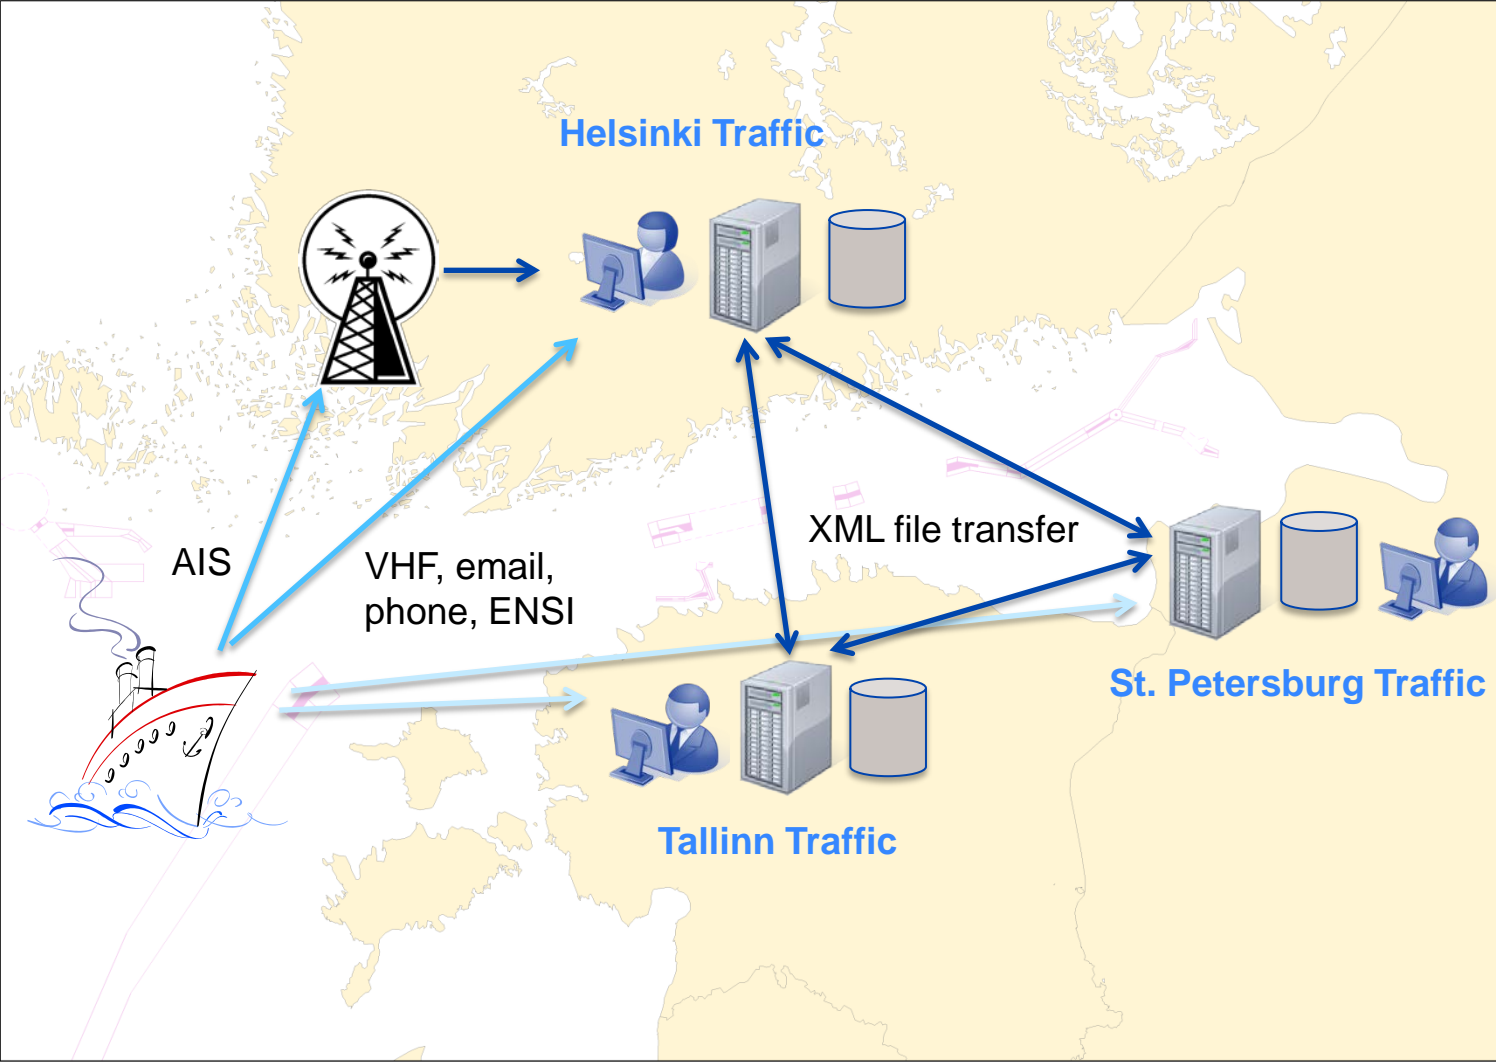 Helsinki Traffic
AIS
VHF, email,
phone, ENSI
XML file transfer
St. Petersburg Traffic
Tallinn Traffic